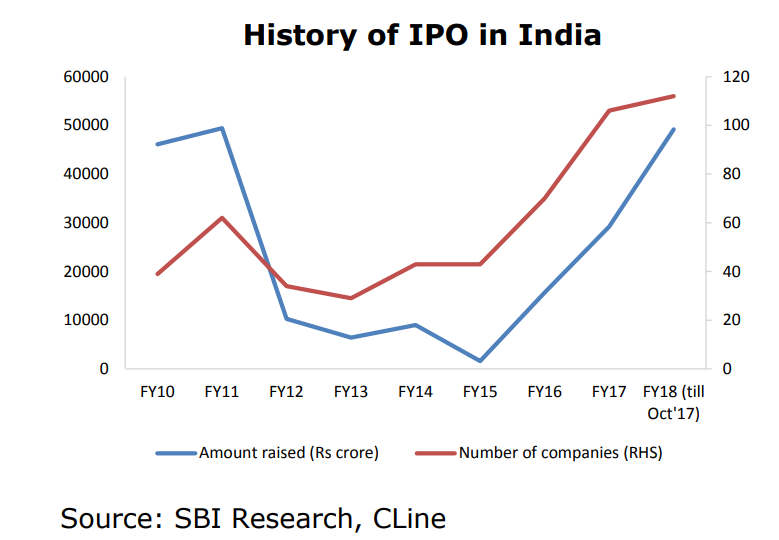 History of IPO in India
60000
50000
40000
30000
20000
10000
0
120
100
80
60
40
20
0
FY10 FY11 FY12 FY13 FY14 FY15 FY16 FY17 FY18 (till
Oct'17)
Amount raised (Rs crore) Number of companies (RHS)
Source: SBI Research, CLine